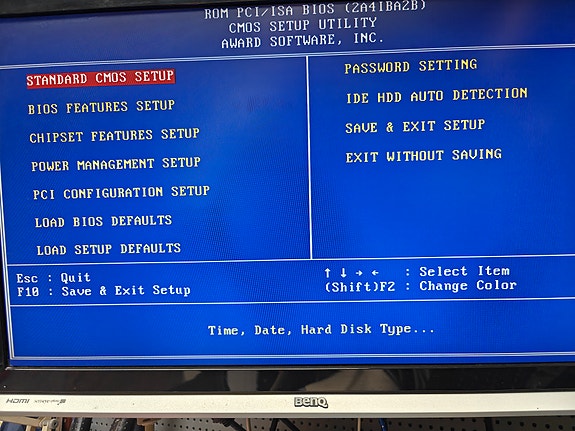 ROM PCI/ISA BIOS (2A4IBA2B)
CMOS SETUP UTILITY
AWARD SOFTWARE, INC.
STANDARD CMOS SETUP
BIOS FEATURES SETUP
CHIPSET FEATURES SETUP
POWER MANAGEMENT SETUP
PCI CONFIGURATION SETUP
LOAD BIOS DEFAULTS
LOAD SETUP DEFAULTS
PASSWORD SETTING
IDE HDD AUTO DETECTION
SAVE & EXIT SETUP
EXIT WITHOUT SAVING
Esc : Quit
F10 : Save & Exit Setup
↑ ↓ → ← : Select Item
(Shift)F2 : Change Color
Time, Date, Hard Disk Type...
HDMI
BenQ